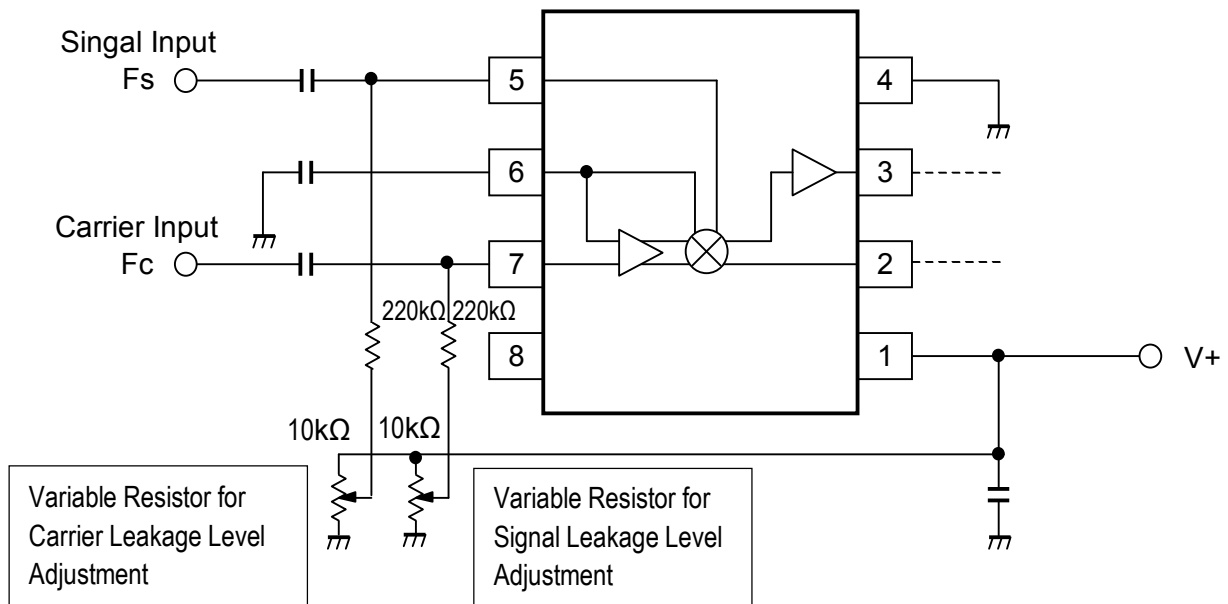 Singal Input
Fs
5
4
6
3
Carrier Input
Fc
7
2
220kΩ 220kΩ
8
1
V+
10kΩ 10kΩ
Variable Resistor for
Carrier Leakage Level
Adjustment
Variable Resistor for
Signal Leakage Level
Adjustment